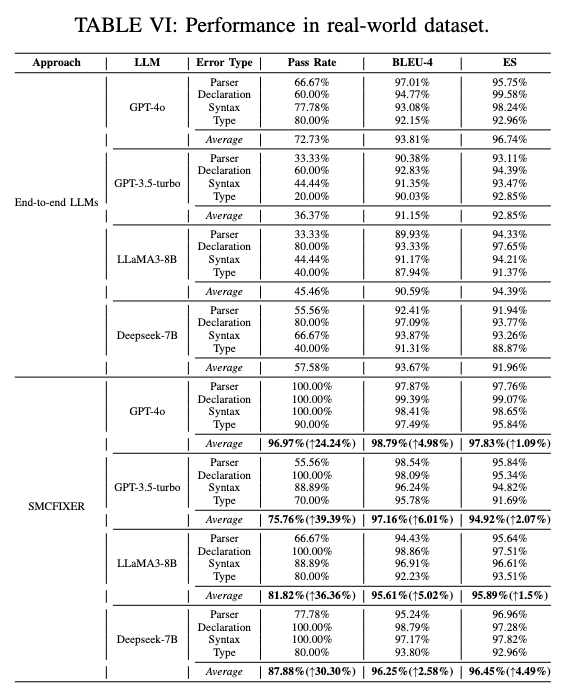 TABLE VI: Performance in real-world dataset.
Approach | LLM | Error Type | Pass Rate | BLEU-4 | ES
End-to-end LLMs | GPT-4o | Parser | 66.67% | 97.01% | 95.75%
Declaration | 60.00% | 94.77% | 99.58%
Syntax | 77.78% | 93.08% | 98.24%
Type | 80.00% | 92.15% | 92.96%
Average | 72.73% | 93.81% | 96.74%
GPT-3.5-turbo | Parser | 33.33% | 90.38% | 93.11%
Declaration | 60.00% | 92.83% | 94.39%
Syntax | 44.44% | 91.35% | 93.47%
Type | 20.00% | 90.03% | 92.85%
Average | 36.37% | 91.15% | 92.85%
LLaMA3-8B | Parser | 33.33% | 89.93% | 94.33%
Declaration | 80.00% | 93.33% | 97.65%
Syntax | 44.44% | 91.17% | 94.21%
Type | 40.00% | 87.94% | 91.37%
Average | 45.46% | 90.59% | 94.39%
Deepseek-7B | Parser | 55.56% | 92.41% | 91.94%
Declaration | 80.00% | 97.09% | 93.77%
Syntax | 66.67% | 93.87% | 93.26%
Type | 40.00% | 91.31% | 88.87%
Average | 57.58% | 93.67% | 91.96%
SMCFIXER | GPT-4o | Parser | 100.00% | 97.87% | 97.76%
Declaration | 100.00% | 99.39% | 99.07%
Syntax | 100.00% | 98.41% | 98.65%
Type | 90.00% | 97.49% | 95.84%
Average | 96.97%(↑24.24%) | 98.79%(↑4.98%) | 97.83%(↑1.09%)
GPT-3.5-turbo | Parser | 55.56% | 98.54% | 95.84%
Declaration | 100.00% | 98.09% | 95.34%
Syntax | 88.89% | 96.24% | 94.82%
Type | 70.00% | 95.78% | 91.69%
Average | 75.76%(↑39.39%) | 97.16%(↑6.01%) | 94.92%(↑2.07%)
LLaMA3-8B | Parser | 66.67% | 94.43% | 95.64%
Declaration | 100.00% | 98.86% | 97.51%
Syntax | 88.89% | 96.91% | 96.61%
Type | 80.00% | 92.23% | 93.51%
Average | 81.82%(↑36.36%) | 95.61%(↑5.02%) | 95.89%(↑1.5%)
Deepseek-7B | Parser | 77.78% | 95.24% | 96.96%
Declaration | 100.00% | 98.79% | 97.28%
Syntax | 100.00% | 97.17% | 97.82%
Type | 80.00% | 93.80% | 92.96%
Average | 87.88%(↑30.30%) | 96.25%(↑2.58%) | 96.45%(↑4.49%)